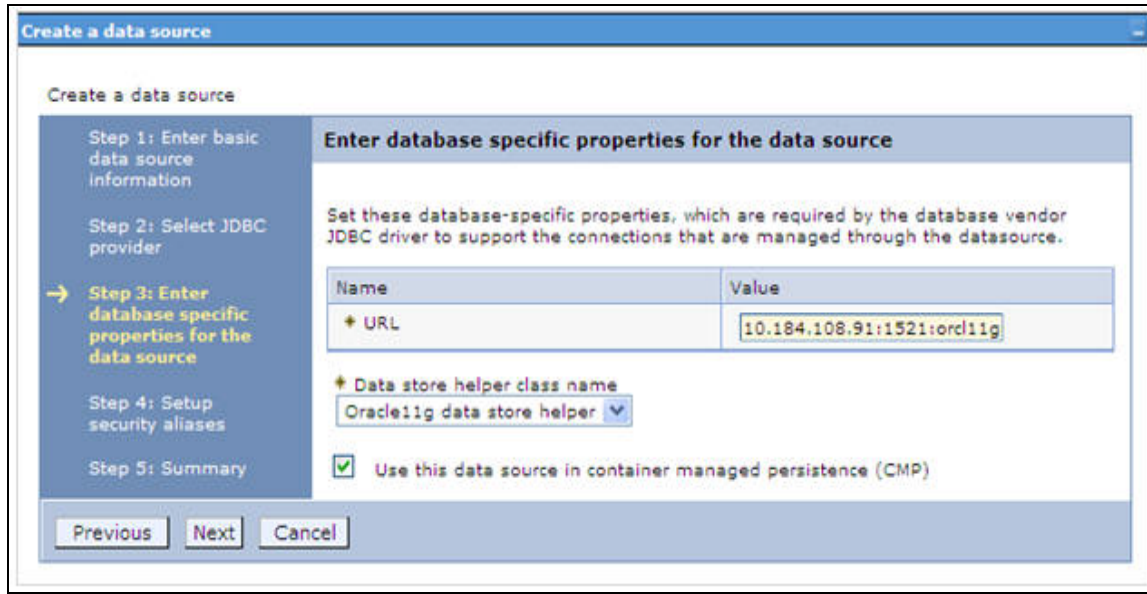 Create a data source
Create a data source
Step 1: Enter basic
data source
information
Step 2: Select JDBC
provider
Step 3: Enter
database specific
properties for the
data source
Step 4: Setup
security aliases
Step 5: Summary
Enter database specific properties for the data source
Set these database-specific properties, which are required by the database vendor
JDBC driver to support the connections that are managed through the datasource.
Name Value
URL 10.184.108.91:1521:orcl11g
Data store helper class name
Oracle11g data store helper
Use this data source in container managed persistence (CMP)
Previous Next Cancel